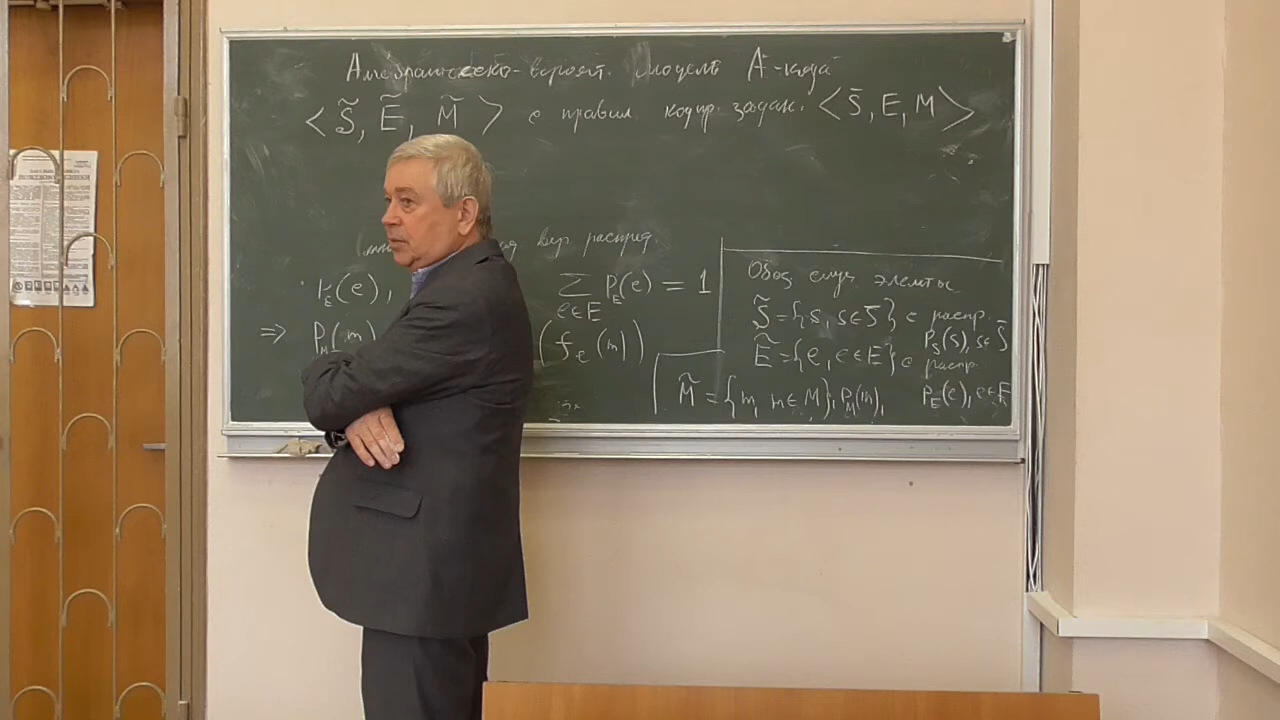 Алгебраическо-вероят. модель А-кода
< S̃, Ẽ, M̃ > с правил кодир. задан. < S̄, E, M >
вер. распред.
P_E(e), ∑_{e∈E} P_E(e) = 1
⇒ P_M(m) (f_e(m))
Обоз случ элемты
S̃ = {s, s∈S} с распр. P_S(s), s∈S
Ẽ = {e, e∈E} с распр. P_E(e), e∈E
M̃ = {m, m∈M}, P_M(m),